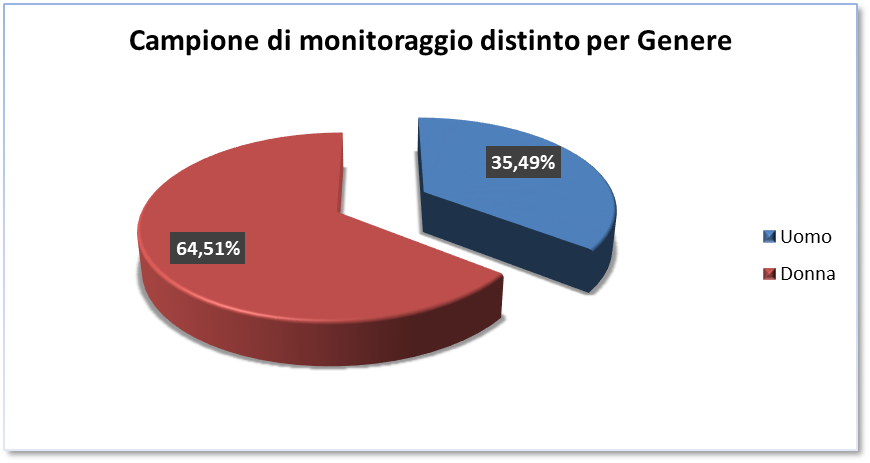 Campione di monitoraggio distinto per Genere
35,49%
64,51%
Uomo
Donna